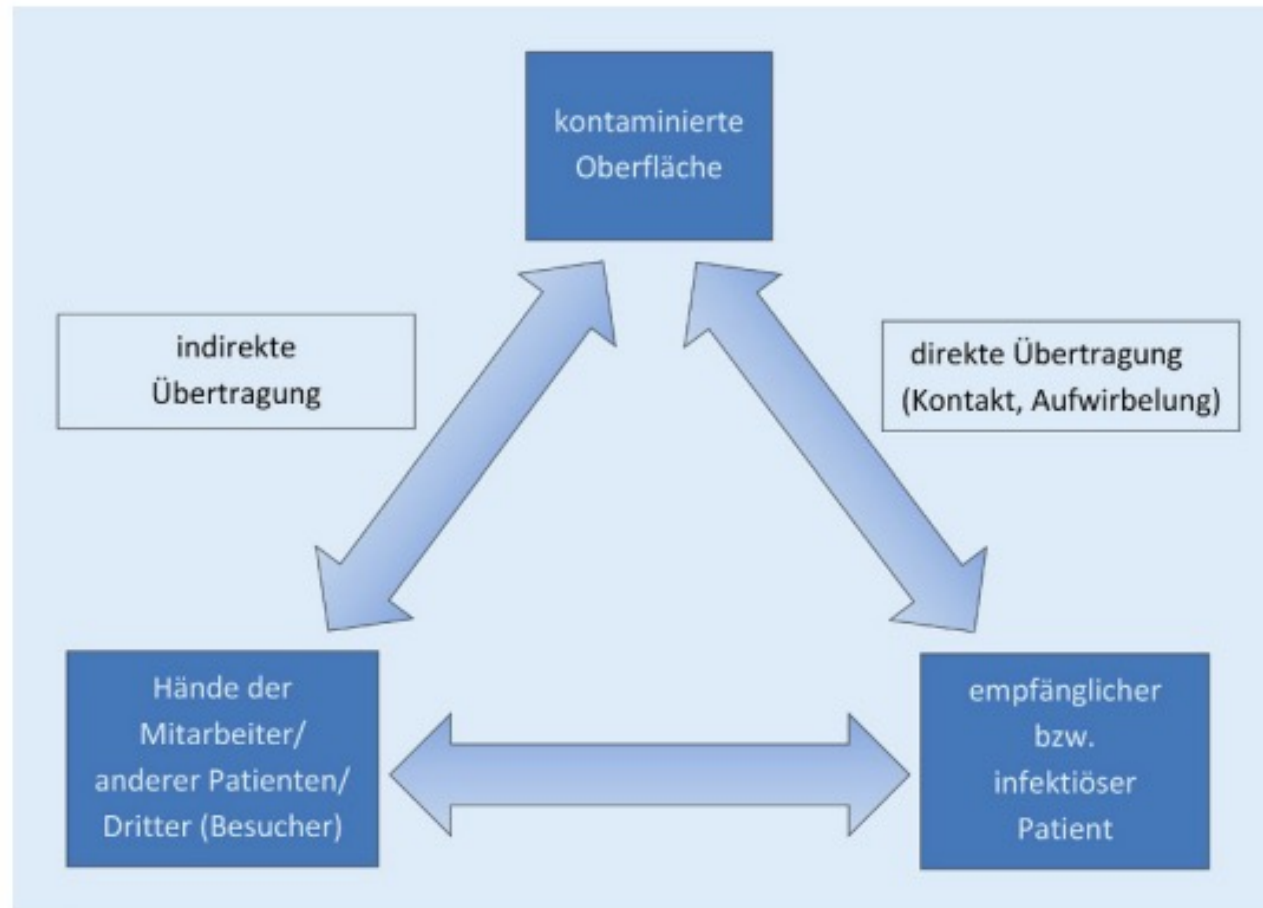 kontaminierte
Oberfläche
indirekte
Übertragung
direkte Übertragung
(Kontakt, Aufwirbelung)
Hände der
Mitarbeiter/
anderer Patienten/
Dritter (Besucher)
empfänglicher
bzw.
infektiöser
Patient